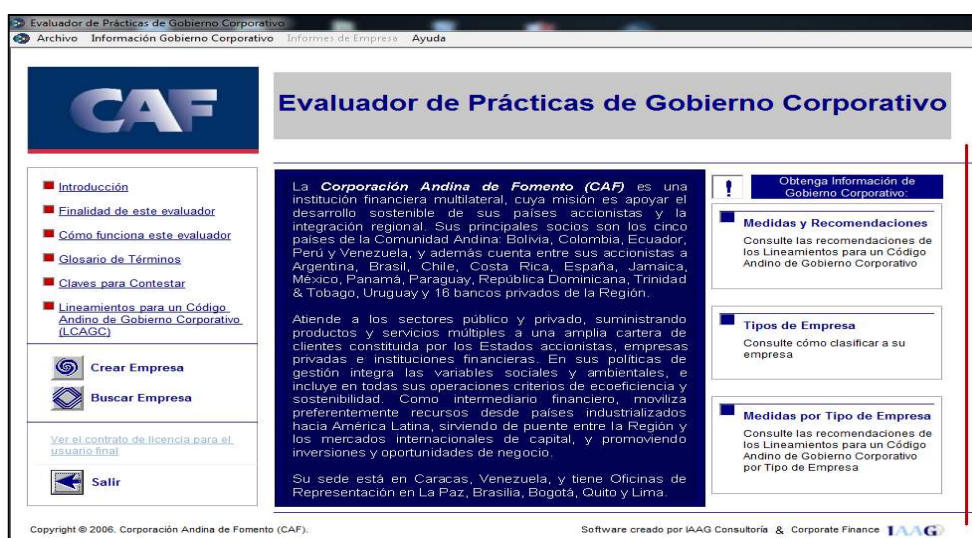 Evaluador de Prácticas de Gobierno Corporativo
Archivo Información Gobierno Corporativo Informes de Empresa Ayuda
CAF
Evaluador de Prácticas de Gobierno Corporativo
Introducción
Finalidad de este evaluador
Cómo funciona este evaluador
Glosario de Términos
Claves para Contestar
Lineamientos para un Código
Andino de Gobierno Corporativo
(LCAGC)
Crear Empresa
Buscar Empresa
Ver el contrato de licencia para el
usuario final
Salir
La Corporación Andina de Fomento (CAF) es una
institución financiera multilateral, cuya misión es apoyar el
desarrollo sostenible de sus países accionistas y la
integración regional. Sus principales socios son los cinco
países de la Comunidad Andina: Bolivia, Colombia, Ecuador,
Perú y Venezuela, y además cuenta entre sus accionistas a
Argentina, Brasil, Chile, Costa Rica, España, Jamaica,
México, Panamá, Paraguay, República Dominicana, Trinidad
& Tobago, Uruguay y 16 bancos privados de la Región.
Atiende a los sectores público y privado, suministrando
productos y servicios múltiples a una amplia cartera de
clientes constituida por los Estados accionistas, empresas
privadas e instituciones financieras. En sus políticas de
gestión integra las variables sociales y ambientales, e
incluye en todas sus operaciones criterios de ecoeficiencia y
sostenibilidad. Como intermediario financiero, moviliza
preferentemente recursos desde países industrializados
hacia América Latina, sirviendo de puente entre la Región y
los mercados internacionales de capital, y promoviendo
inversiones y oportunidades de negocio.
Su sede está en Caracas, Venezuela, y tiene Oficinas de
Representación en La Paz, Brasilia, Bogotá, Quito y Lima.
! Obtenga Información de
Gobierno Corporativo:
Medidas y Recomendaciones
Consulte las recomendaciones de
los Lineamientos para un Código
Andino de Gobierno Corporativo
Tipos de Empresa
Consulte cómo clasificar a su
empresa
Medidas por Tipo de Empresa
Consulte las recomendaciones de
los Lineamientos para un Código
Andino de Gobierno Corporativo
por Tipo de Empresa
Copyright © 2006. Corporación Andina de Fomento (CAF).
Software creado por IAAG Consultoría & Corporate Finance IAAG